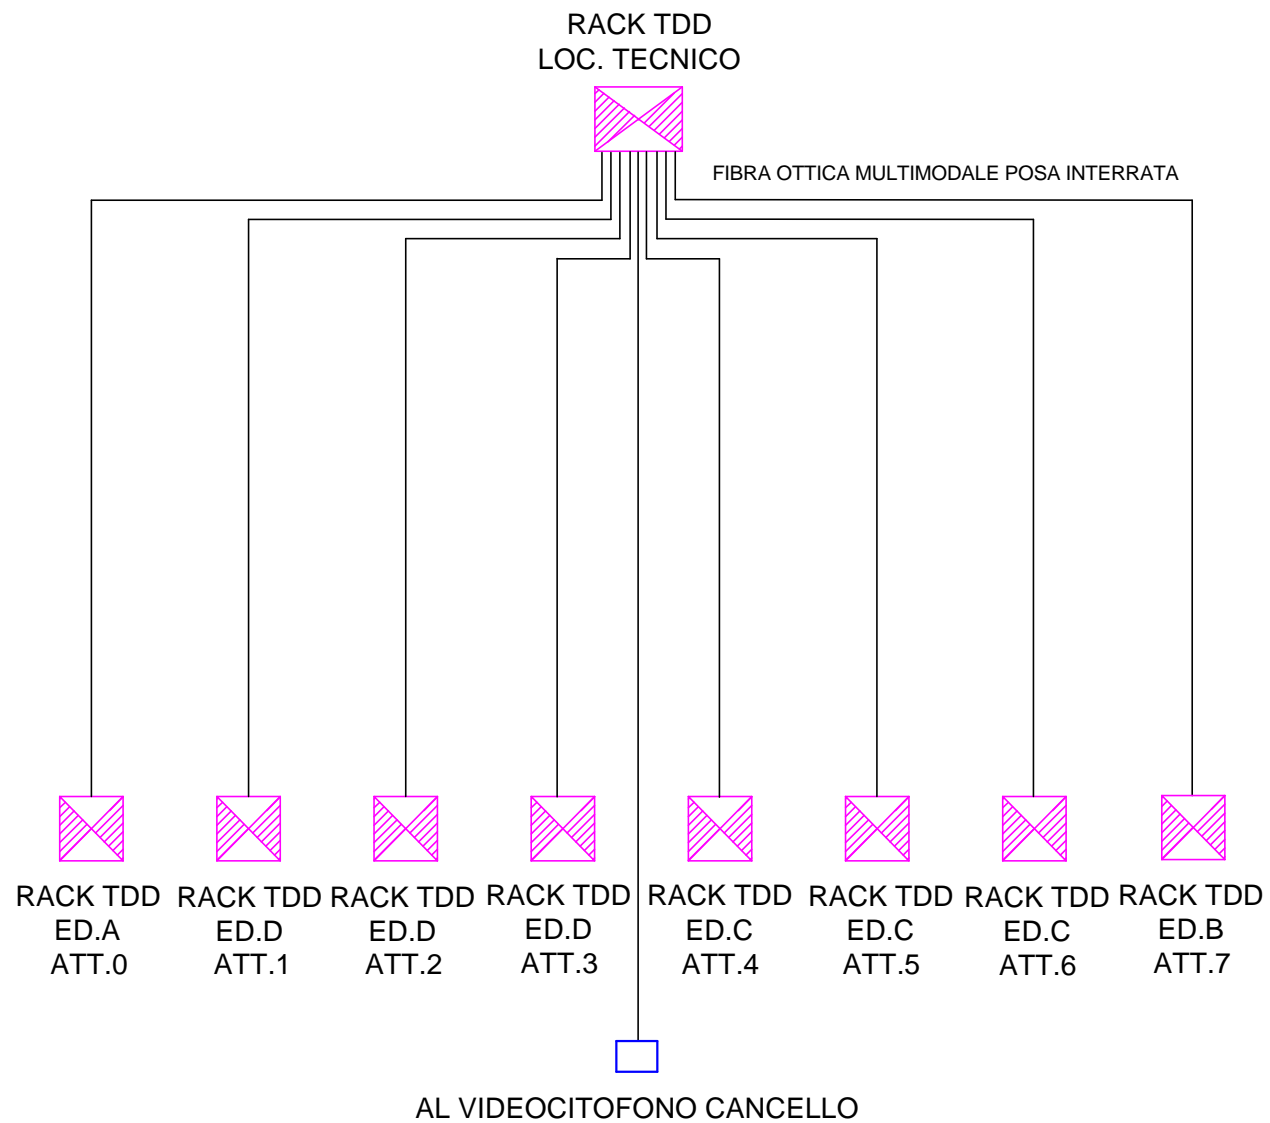 RACK TDD
LOC. TECNICO
FIBRA OTTICA MULTIMODALE POSA INTERRATA
RACK TDD
ED.A
ATT.0
RACK TDD
ED.D
ATT.1
RACK TDD
ED.D
ATT.2
RACK TDD
ED.D
ATT.3
RACK TDD
ED.C
ATT.4
RACK TDD
ED.C
ATT.5
RACK TDD
ED.C
ATT.6
RACK TDD
ED.B
ATT.7
AL VIDEOCITOFONO CANCELLO